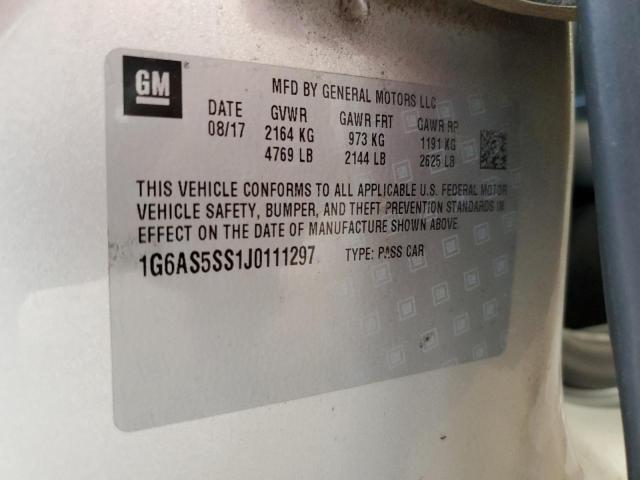 GM
MFD BY GENERAL MOTORS LLC
DATE GVWR GAWR FRT GAWR RR
08/17 2164 KG 973 KG 1191 KG
4769 LB 2144 LB 2625 LB
THIS VEHICLE CONFORMS TO ALL APPLICABLE U.S. FEDERAL MOTOR
VEHICLE SAFETY, BUMPER, AND THEFT PREVENTION STANDARDS IN
EFFECT ON THE DATE OF MANUFACTURE SHOWN ABOVE.
1G6AS5SS1J0111297 TYPE: PASS CAR